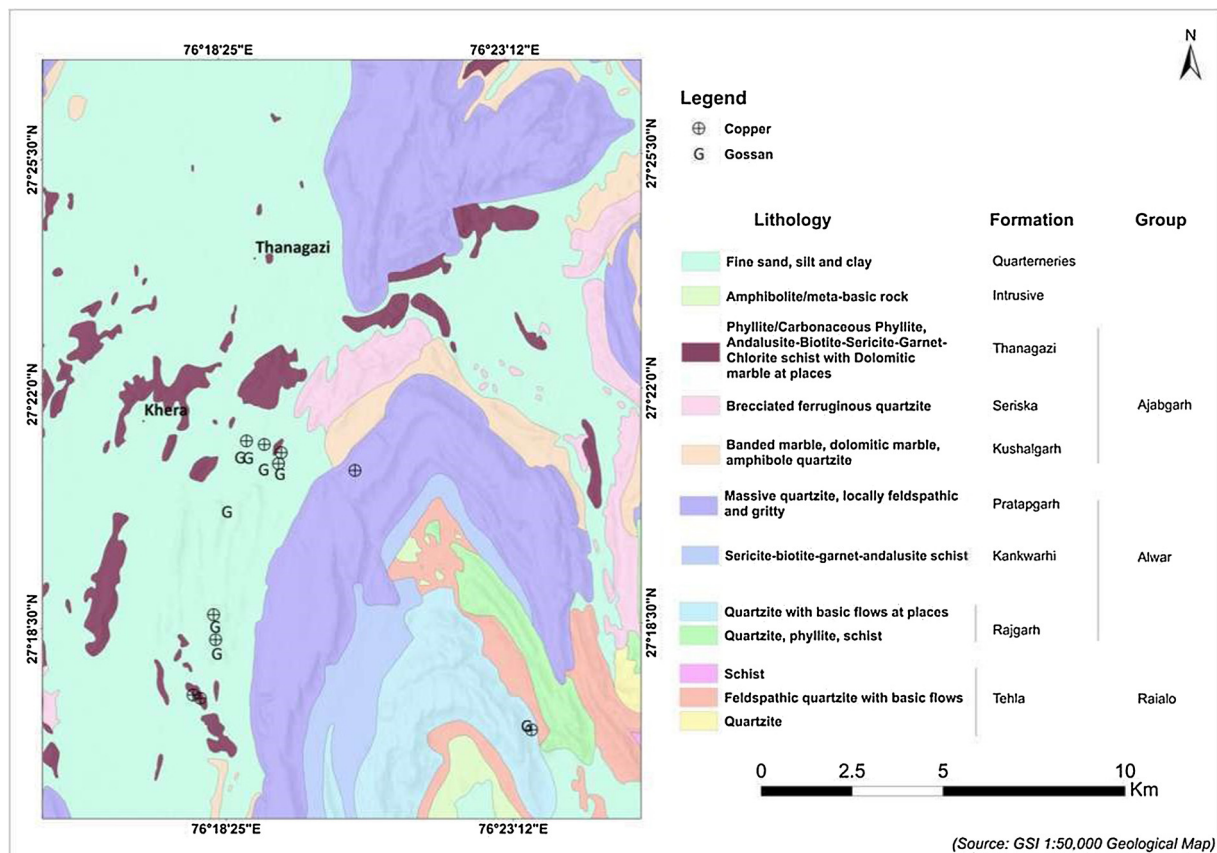 76°18'25"E
76°23'12"E
N
27°25'30"N
27°25'30"N
Thanagazi
27°22'0"N
27°22'0"N
Khera
G
G
G
G
G
27°18'30"N
27°18'30"N
G
G
G
76°18'25"E
76°23'12"E
Legend
Copper
G Gossan
Lithology Formation Group
Fine sand, silt and clay Quarterneries
Amphibolite/meta-basic rock Intrusive
Phyllite/Carbonaceous Phyllite,
Andalusite-Biotite-Sericite-Garnet-
Chlorite schist with Dolomitic
marble at places
Thanagazi
Brecciated ferruginous quartzite Seriska Ajabgarh
Banded marble, dolomitic marble,
amphibole quartzite
Kushalgarh
Massive quartzite, locally feldspathic
and gritty
Pratapgarh
Sericite-biotite-garnet-andalusite schist Kankwarhi Alwar
Quartzite with basic flows at places
Quartzite, phyllite, schist
Rajgarh
Schist
Feldspathic quartzite with basic flows Tehla Raialo
Quartzite
0 2.5 5 10
Km
(Source: GSI 1:50,000 Geological Map)